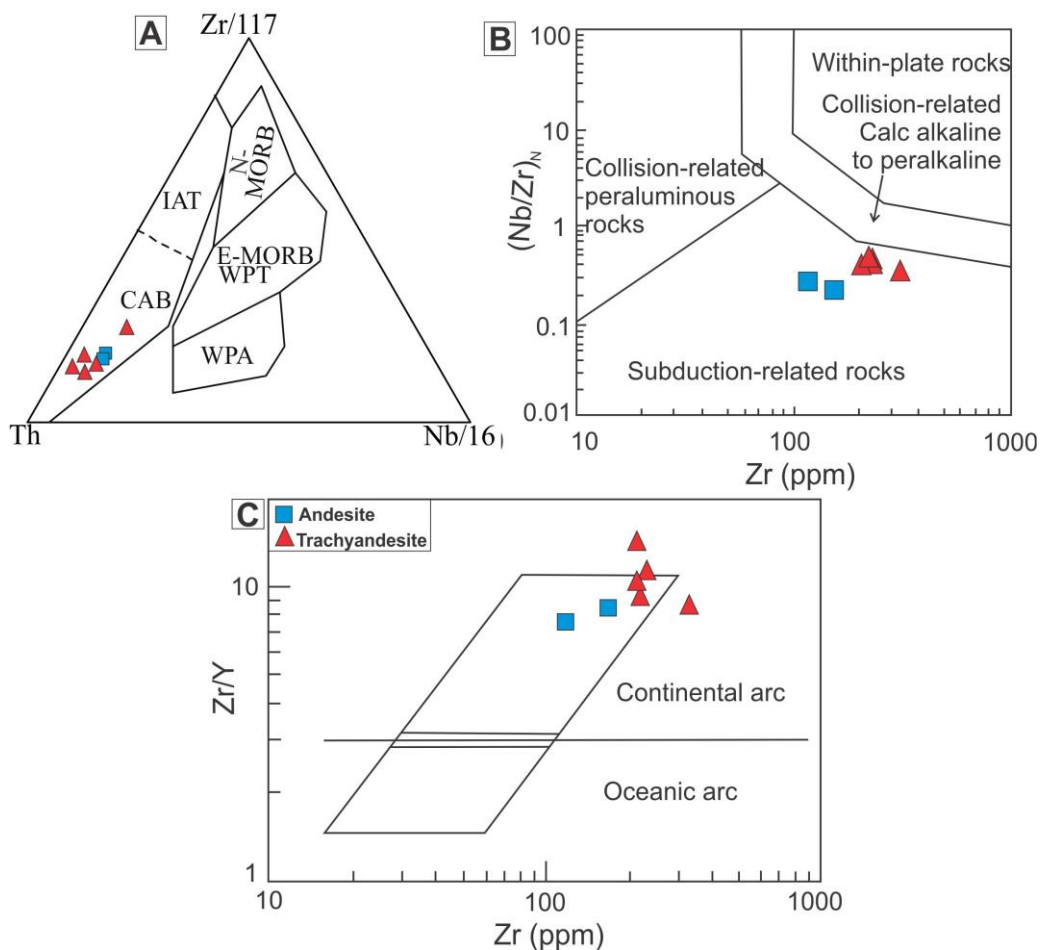 A
Zr/117
N-
MORB
IAT
E-MORB
WPT
CAB
WPA
Th
Nb/16
B
100
10
1
0.1
0.01
(Nb/Zr)N
Within-plate rocks
Collision-related
Calc alkaline
to peralkaline
Collision-related
peraluminous
rocks
Subduction-related rocks
10
100
1000
Zr (ppm)
C
Andesite
Trachyandesite
10
1
Zr/Y
Continental arc
Oceanic arc
10
100
1000
Zr (ppm)